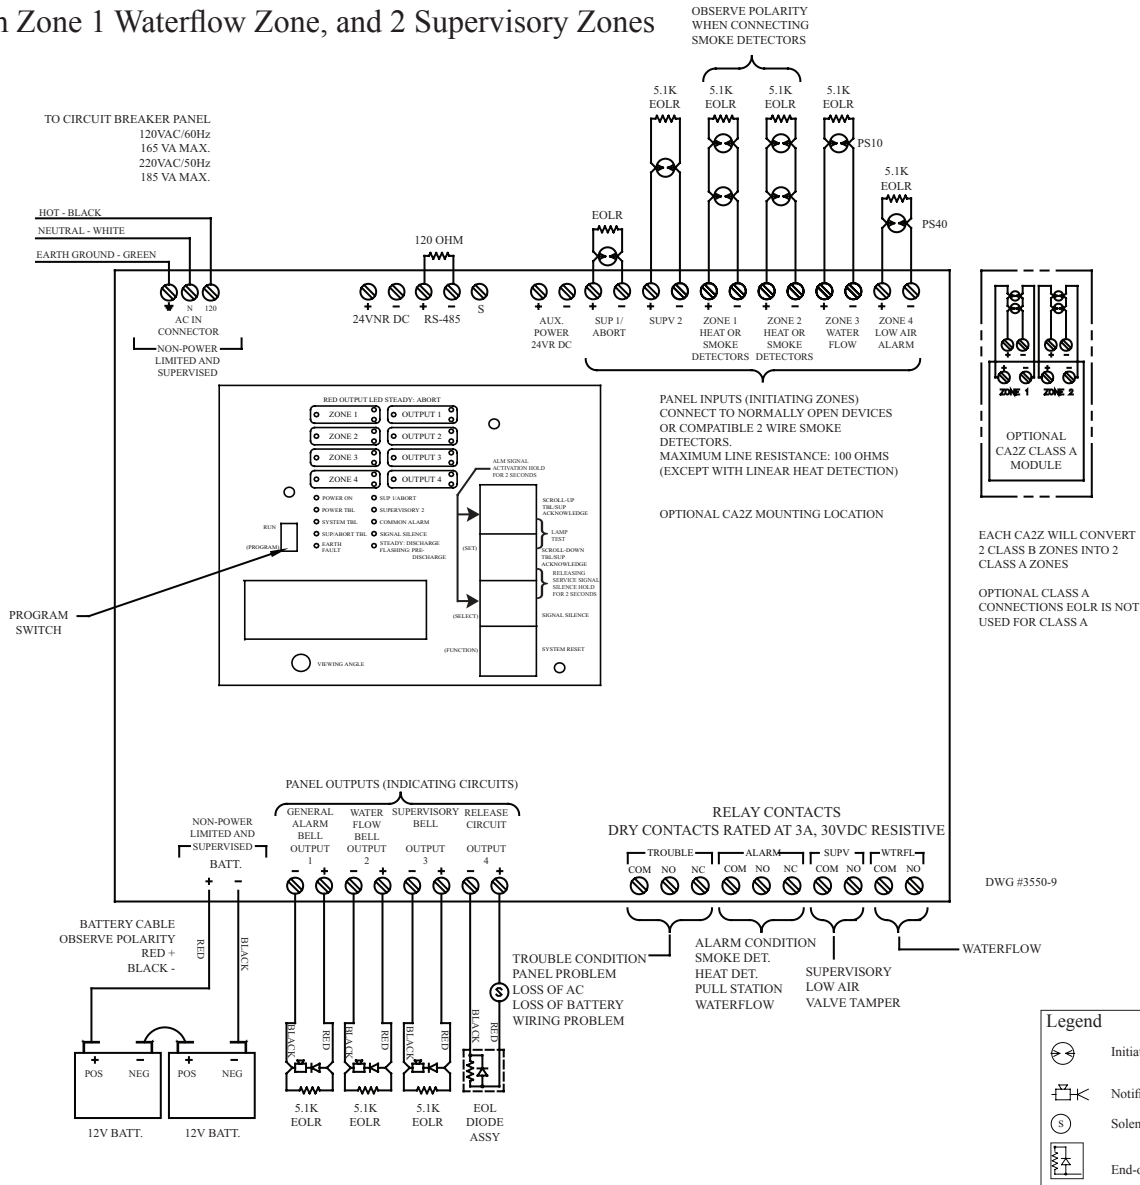 n Zone 1 Waterflow Zone, and 2 Supervisory Zones
OBSERVE POLARITY
WHEN CONNECTING
SMOKE DETECTORS
5.1K
EOLR
5.1K
EOLR
5.1K
EOLR
5.1K
EOLR
PS10
5.1K
EOLR
PS40
EOLR
TO CIRCUIT BREAKER PANEL
120VAC/60Hz
165 VA MAX.
220VAC/50Hz
185 VA MAX.
HOT - BLACK
NEUTRAL - WHITE
EARTH GROUND - GREEN
120 OHM
N 120
AC IN
CONNECTOR
NON-POWER
LIMITED AND
SUPERVISED
+ - + - S
24VNR DC RS-485
+ -
AUX.
POWER
24VR DC
+ -
SUP 1/
ABORT
+ -
SUPV 2
+ -
ZONE 1
HEAT OR
SMOKE
DETECTORS
+ -
ZONE 2
HEAT OR
SMOKE
DETECTORS
+ -
ZONE 3
WATER
FLOW
+ -
ZONE 4
LOW AIR
ALARM
PANEL INPUTS (INITIATING ZONES)
CONNECT TO NORMALLY OPEN DEVICES
OR COMPATIBLE 2 WIRE SMOKE
DETECTORS.
MAXIMUM LINE RESISTANCE: 100 OHMS
(EXCEPT WITH LINEAR HEAT DETECTION)
OPTIONAL CA2Z MOUNTING LOCATION
+ - + -
+ - + -
ZONE 1 ZONE 2
OPTIONAL
CA2Z CLASS A
MODULE
EACH CA2Z WILL CONVERT
2 CLASS B ZONES INTO 2
CLASS A ZONES
OPTIONAL CLASS A
CONNECTIONS EOLR IS NOT
USED FOR CLASS A
RED OUTPUT LED STEADY: ABORT
ZONE 1 OUTPUT 1
ZONE 2 OUTPUT 2
ZONE 3 OUTPUT 3
ZONE 4 OUTPUT 4
POWER ON SUP 1/ABORT
POWER TBL SUPERVISORY 2
SYSTEM TBL COMMON ALARM
SUP/ABORT TBL SIGNAL SILENCE
EARTH
FAULT
STEADY: DISCHARGE
FLASHING: PRE-
DISCHARGE
RUN
(PROGRAM)
PROGRAM
SWITCH
VIEWING ANGLE
ALM SIGNAL
ACTIVATION HOLD
FOR 2 SECONDS
(SET)
(SELECT)
(FUNCTION)
SCROLL-UP
TBL/SUP
ACKNOWLEDGE
LAMP
TEST
SCROLL-DOWN
TBL/SUP
ACKNOWLEDGE
RELEASING
SERVICE SIGNAL
SILENCE HOLD
FOR 2 SECONDS
SIGNAL SILENCE
SYSTEM RESET
PANEL OUTPUTS (INDICATING CIRCUITS)
GENERAL
ALARM
BELL
OUTPUT
1
WATER
FLOW
BELL
OUTPUT
2
SUPERVISORY
BELL
OUTPUT
3
RELEASE
CIRCUIT
OUTPUT
4
- + - + - + - +
NON-POWER
LIMITED AND
SUPERVISED
BATT.
+ -
BATTERY CABLE
OBSERVE POLARITY
RED +
BLACK -
RED
BLACK
+ - + -
POS NEG POS NEG
12V BATT. 12V BATT.
BLACK RED
5.1K
EOLR
BLACK RED
5.1K
EOLR
BLACK RED
5.1K
EOLR
S
BLACK RED
EOL
DIODE
ASSY
RELAY CONTACTS
DRY CONTACTS RATED AT 3A, 30VDC RESISTIVE
TROUBLE ALARM SUPV WTRFL
COM NO NC COM NO NC COM NO COM NO
DWG #3550-9
TROUBLE CONDITION
PANEL PROBLEM
LOSS OF AC
LOSS OF BATTERY
WIRING PROBLEM
ALARM CONDITION
SMOKE DET.
HEAT DET.
PULL STATION
WATERFLOW
SUPERVISORY
LOW AIR
VALVE TAMPER
WATERFLOW
Legend
Initia
Notifi
S Solen
End-o